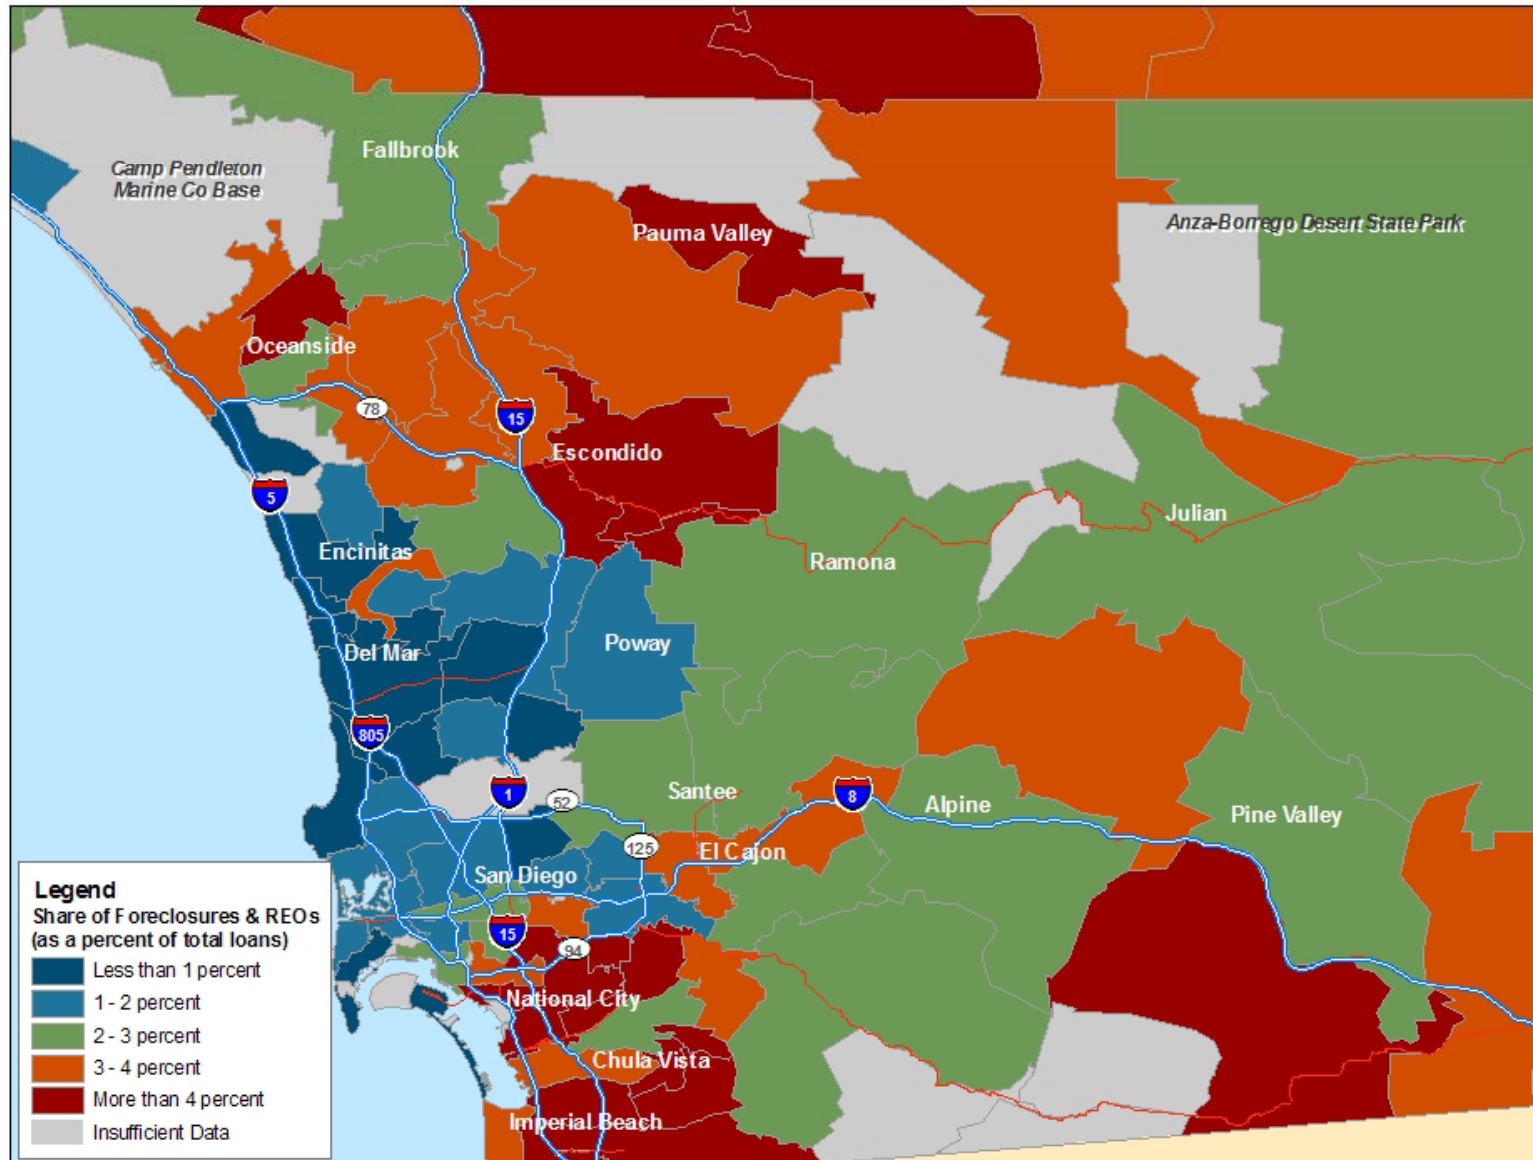 Fallbrook
Camp Pendleton
Marine Co Base
Anza-Borrego Desert State Park
Pauma Valley
Oceanside
78
15
Escondido
5
Julian
Encinitas
Ramona
Poway
Del Mar
805
1
52
Santee
8
Alpine
Pine Valley
125
El Cajon
San Diego
15
94
National City
Chula Vista
Imperial Beach
Legend
Share of Foreclosures & REOs
(as a percent of total loans)
Less than 1 percent
1 - 2 percent
2 - 3 percent
3 - 4 percent
More than 4 percent
Insufficient Data